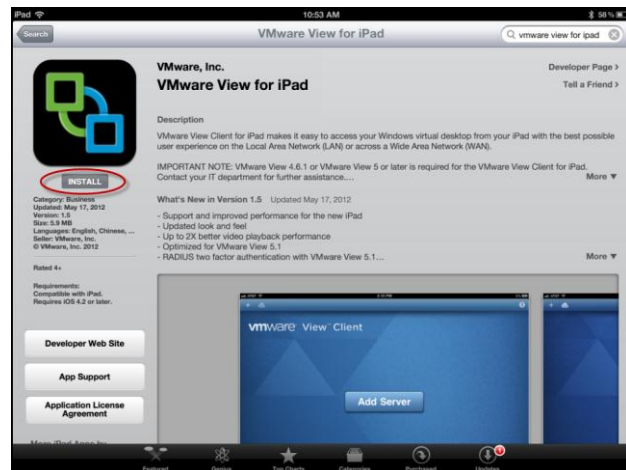 iPad
10:53 AM
58 %
Search
VMware View for iPad
vmware view for ipad
VMware, Inc.
Developer Page >
VMware View for iPad
Tell a Friend >
Description
VMware View Client for iPad makes it easy to access your Windows virtual desktop from your iPad with the best possible
user experience on the Local Area Network (LAN) or across a Wide Area Network (WAN).
IMPORTANT NOTE: VMware View 4.6.1 or VMware View 5 or later is required for the VMware View Client for iPad.
Contact your IT department for further assistance....
More ▼
INSTALL
Category: Business
Updated: May 17, 2012
Version: 1.5
Size: 5.9 MB
Languages: English, Chinese, ...
Seller: VMware, Inc.
© VMware, Inc. 2012
Rated 4+
Requirements:
Compatible with iPad.
Requires iOS 4.2 or later.
What's New in Version 1.5 Updated May 17, 2012
- Support and improved performance for the new iPad
- Updated look and feel
- Up to 2X better video playback performance
- Optimized for VMware View 5.1
- RADIUS two factor authentication with VMware View 5.1...
More ▼
Developer Web Site
App Support
Application License
Agreement
More iPad Apps by
vmware View Client
Add Server
Featured
Genius
Top Charts
Categories
Purchased
Updates